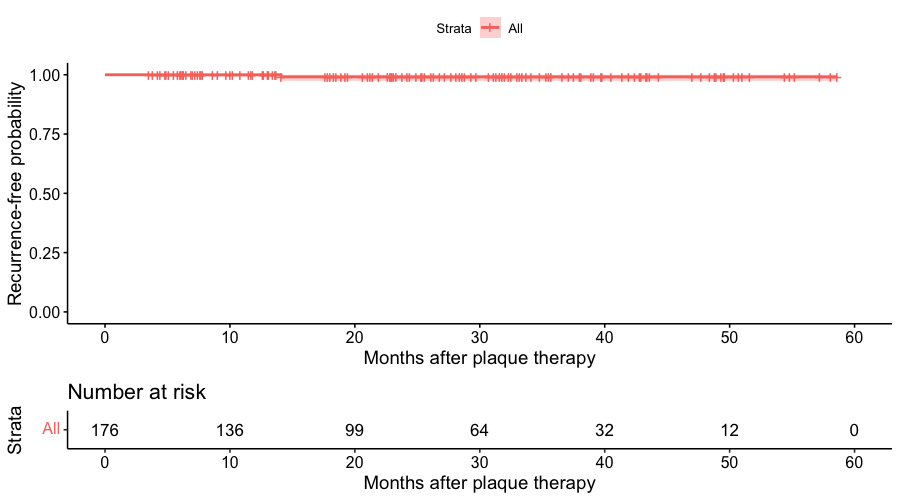 Strata All
Recurrence-free probability
1.00
0.75
0.50
0.25
0.00
0 10 20 30 40 50 60
Months after plaque therapy
Number at risk
Strata
All 176 136 99 64 32 12 0
0 10 20 30 40 50 60
Months after plaque therapy